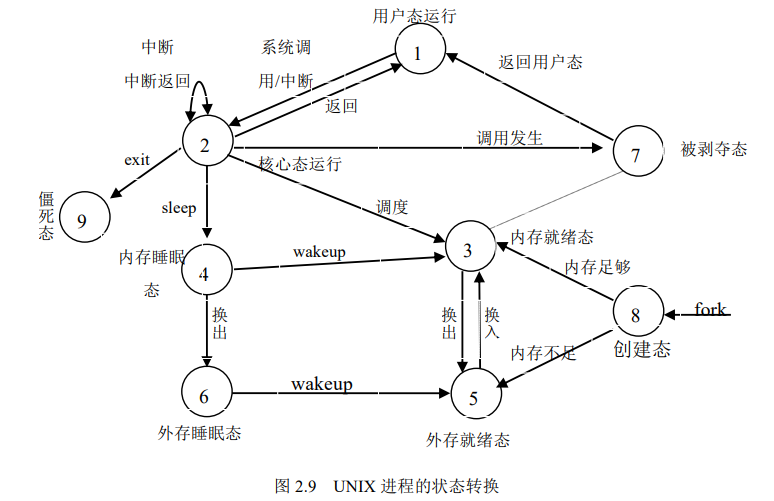 用户态运行
1
中断
系统调
中断返回
用/中断
返回
返回用户态
2
调用发生
7
被剥夺态
exit
核心态运行
僵死态
9
sleep
调度
内存睡眠
态
4
wakeup
3
内存就绪态
内存足够
换出
换出
换入
8
fork
创建态
内存不足
6
wakeup
5
外存睡眠态
外存就绪态
图 2.9 UNIX 进程的状态转换